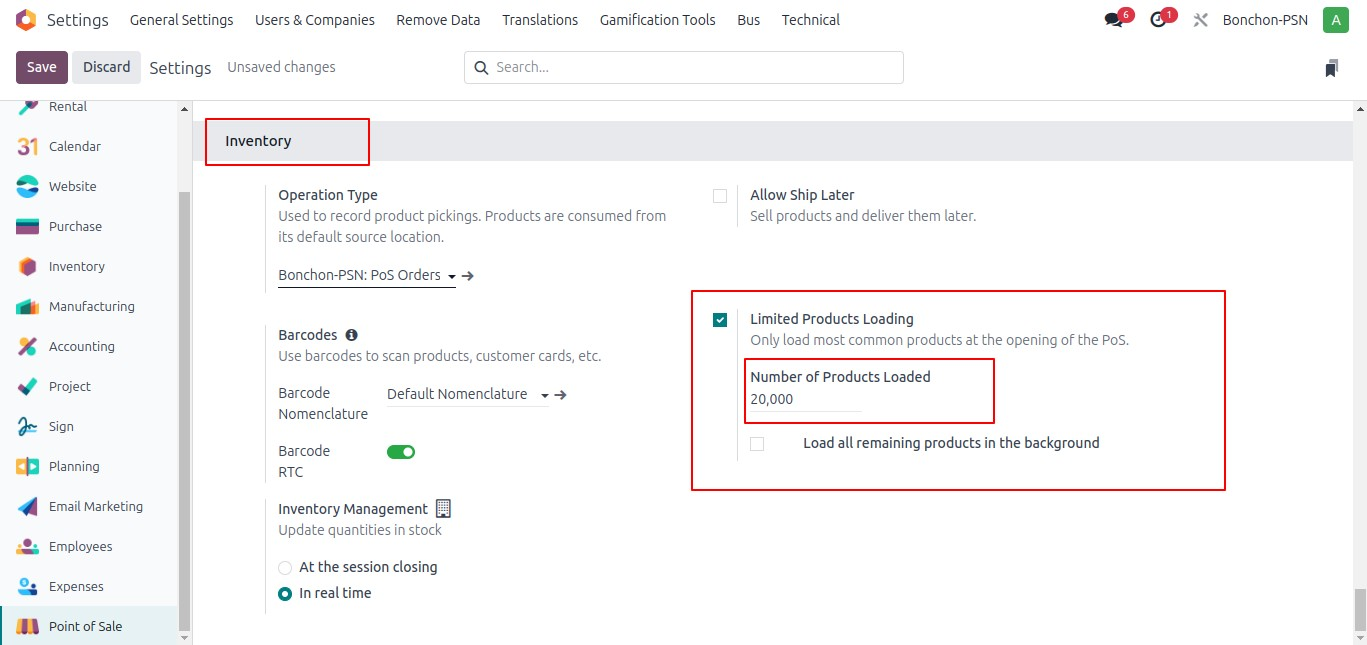 Settings General Settings Users & Companies Remove Data Translations Gamification Tools Bus Technical 6 1 Bonchon-PSN A
Save Discard Settings Unsaved changes Search...
Rental
31 Calendar
Website
Purchase
Inventory
Manufacturing
Accounting
Project
Sign
Planning
Email Marketing
Employees
Expenses
Point of Sale
Inventory
Operation Type
Used to record product pickings. Products are consumed from
its default source location.
Bonchon-PSN: PoS Orders
Allow Ship Later
Sell products and deliver them later.
Barcodes
Use barcodes to scan products, customer cards, etc.
Barcode
Nomenclature
Default Nomenclature
Barcode
RTC
Limited Products Loading
Only load most common products at the opening of the PoS.
Number of Products Loaded
20,000
Load all remaining products in the background
Inventory Management
Update quantities in stock
At the session closing
In real time